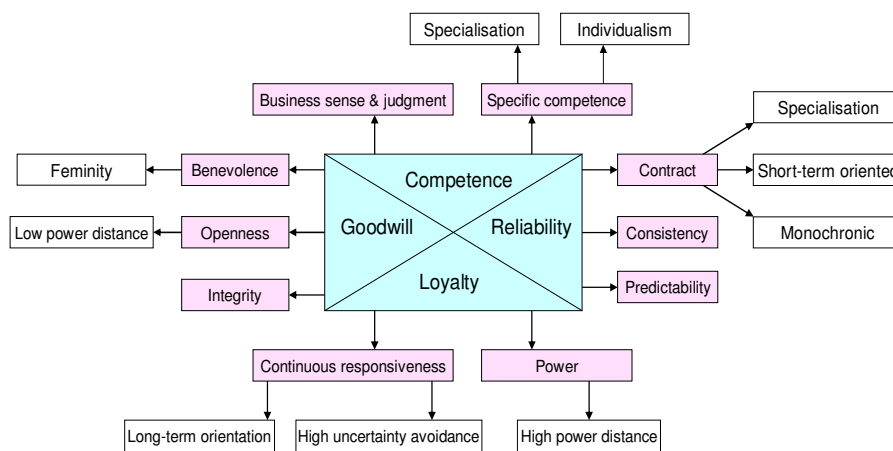 Specialisation
Individualism
Business sense & judgment
Specific competence
Specialisation
Feminity
Benevolence
Competence
Contract
Short-term oriented
Low power distance
Openness
Goodwill
Reliability
Consistency
Monochronic
Integrity
Loyalty
Predictability
Continuous responsiveness
Power
Long-term orientation
High uncertainty avoidance
High power distance